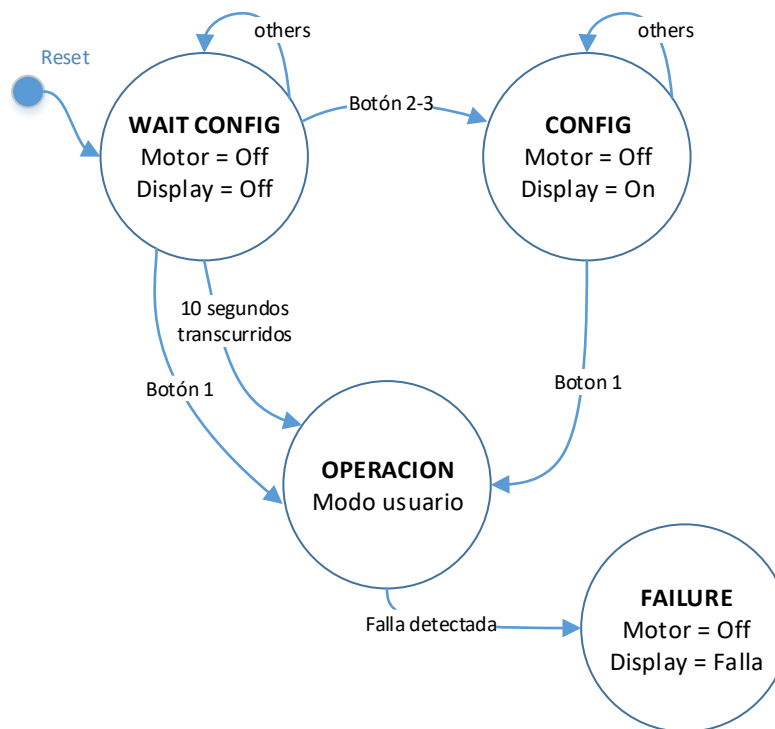 others
others
Reset
Botón 2-3
WAIT CONFIG
Motor = Off
Display = Off
CONFIG
Motor = Off
Display = On
10 segundos
transcurridos
Botón 1
Boton 1
OPERACION
Modo usuario
Falla detectada
FAILURE
Motor = Off
Display = Falla